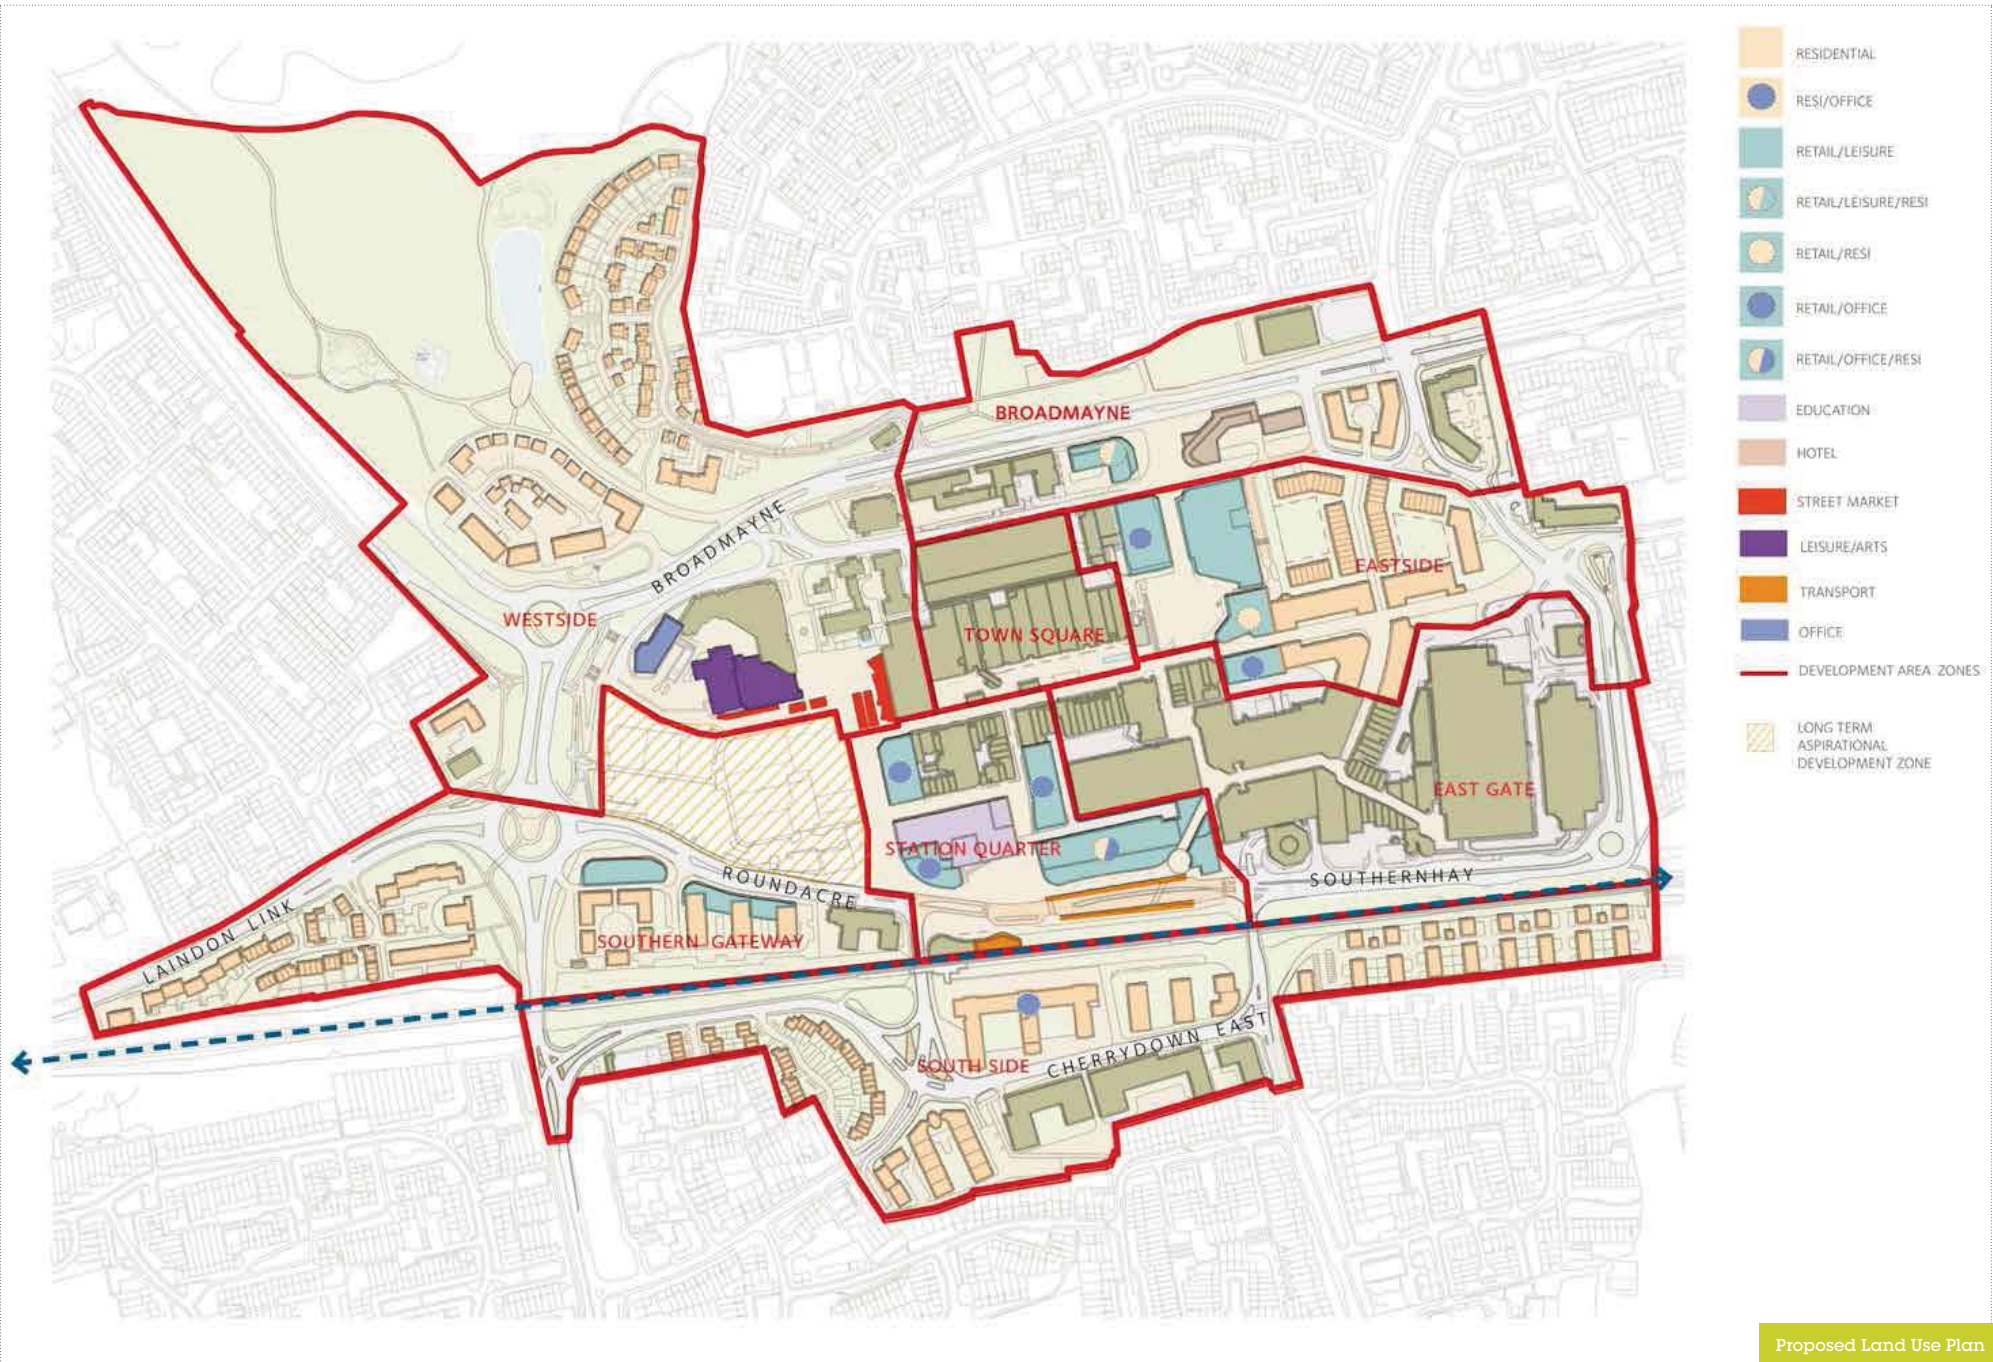 RESIDENTIAL
RESI/OFFICE
RETAIL/LEISURE
RETAIL/LEISURE/RESI
RETAIL/RESI
RETAIL/OFFICE
RETAIL/OFFICE/RESI
EDUCATION
HOTEL
STREET MARKET
LEISURE/ARTS
TRANSPORT
OFFICE
DEVELOPMENT AREA ZONES
LONG TERM
ASPIRATIONAL
DEVELOPMENT ZONE
BROADMAYNE
BROADMAYNE
WESTSIDE
EASTSIDE
TOWN SQUARE
EAST GATE
STATION QUARTER
ROUNDACRE
SOUTHERNHAY
LAINDON LINK
SOUTHERN GATEWAY
SOUTH SIDE
CHERRYDOWN EAST
Proposed Land Use Plan